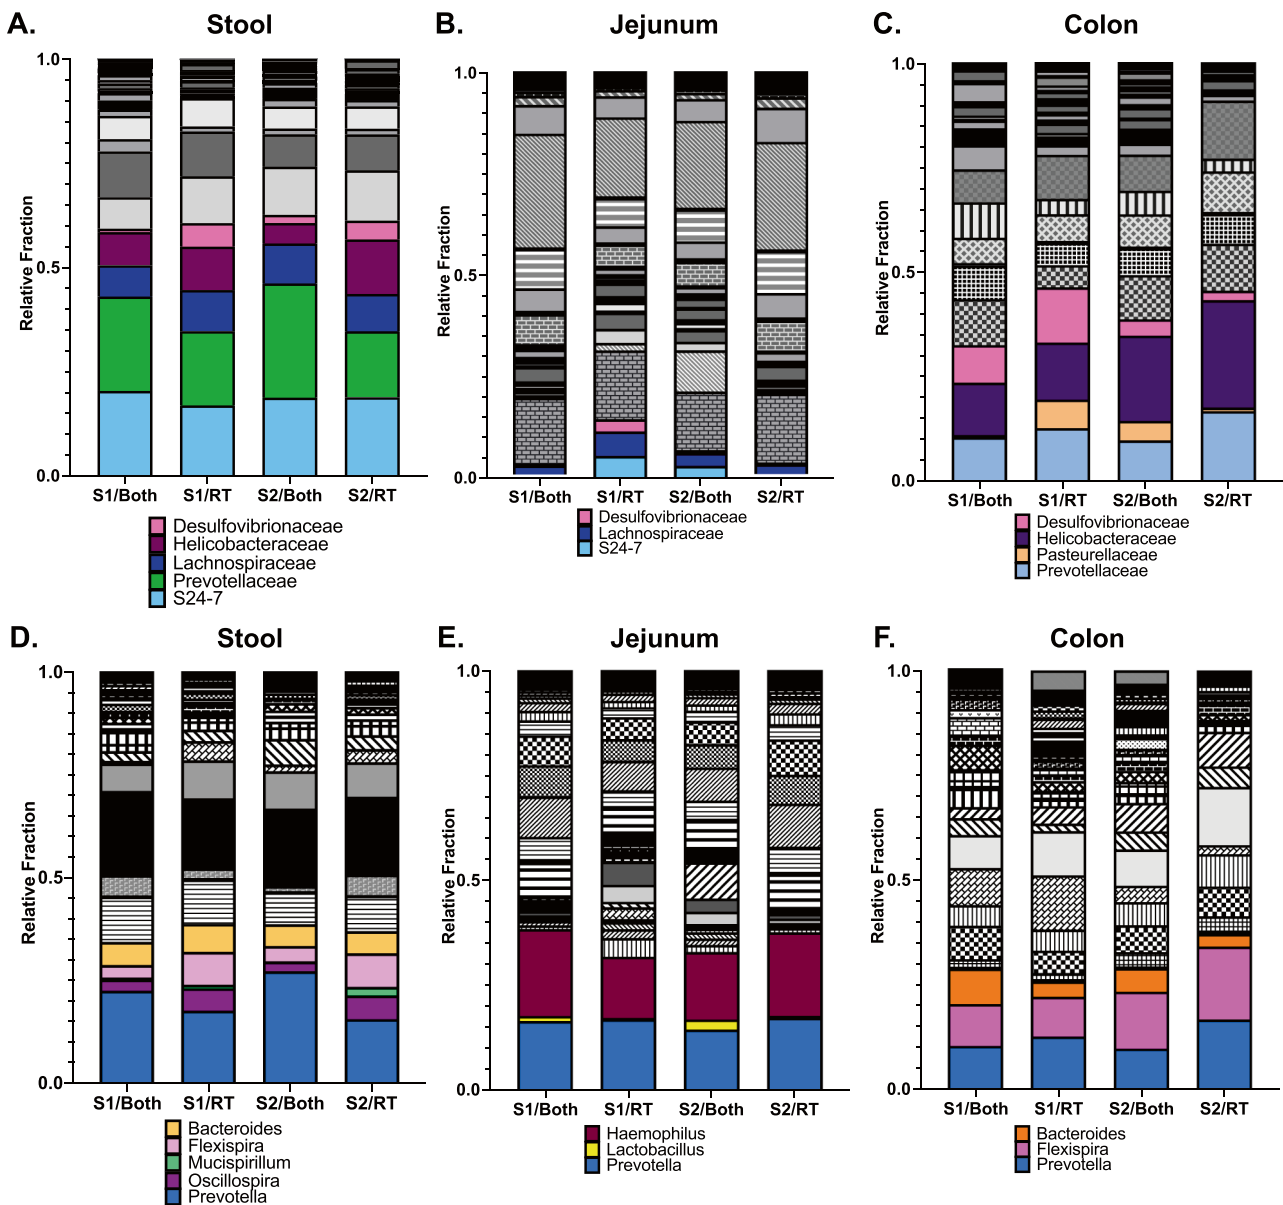 A. Stool
Relative Fraction
1.0
0.5
0.0
S1/Both S1/RT S2/Both S2/RT
Desulfovibrionaceae
Helicobacteraceae
Lachnospiraceae
Prevotellaceae
S24-7
B. Jejunum
Relative Fraction
1.0
0.5
0.0
S1/Both S1/RT S2/Both S2/RT
Desulfovibrionaceae
Lachnospiraceae
S24-7
C. Colon
Relative Fraction
1.0
0.5
0.0
S1/Both S1/RT S2/Both S2/RT
Desulfovibrionaceae
Helicobacteraceae
Pasteurellaceae
Prevotellaceae
D. Stool
Relative Fraction
1.0
0.5
0.0
S1/Both S1/RT S2/Both S2/RT
Bacteroides
Flexispira
Mucispirillum
Oscillospira
Prevotella
E. Jejunum
Relative Fraction
1.0
0.5
0.0
S1/Both S1/RT S2/Both S2/RT
Haemophilus
Lactobacillus
Prevotella
F. Colon
Relative Fraction
1.0
0.5
0.0
S1/Both S1/RT S2/Both S2/RT
Bacteroides
Flexispira
Prevotella